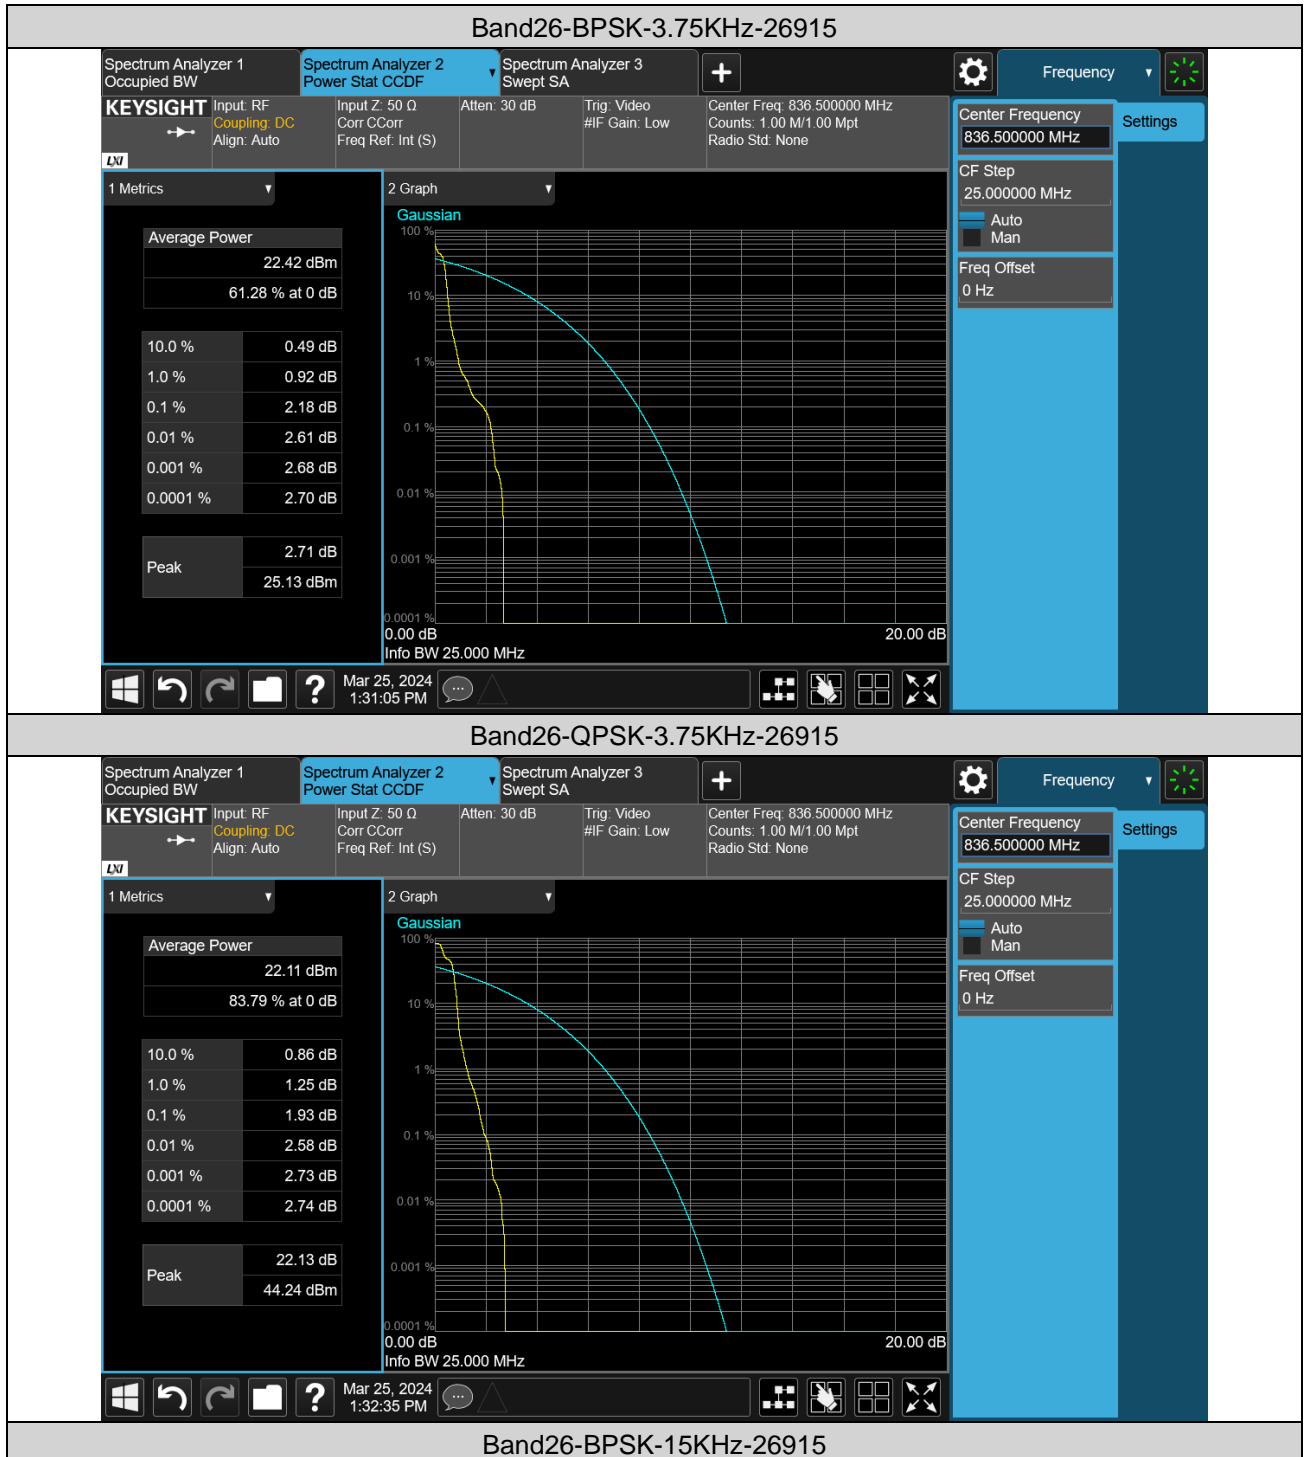 Band26-BPSK-3.75KHz-26915
Spectrum Analyzer 1
Occupied BW
Spectrum Analyzer 2
Power Stat CCDF
Spectrum Analyzer 3
Swept SA
Frequency
KEYSIGHT
LXI
Input: RF
Coupling: DC
Align: Auto
Input Z: 50 Ω
Corr CCorr
Freq Ref: Int (S)
Atten: 30 dB
Trig: Video
#IF Gain: Low
Center Freq: 836.500000 MHz
Counts: 1.00 M/1.00 Mpt
Radio Std: None
Center Frequency
836.500000 MHz
Settings
CF Step
25.000000 MHz
Auto
Man
Freq Offset
0 Hz
1 Metrics
Average Power
22.42 dBm
61.28 % at 0 dB
10.0 % 0.49 dB
1.0 % 0.92 dB
0.1 % 2.18 dB
0.01 % 2.61 dB
0.001 % 2.68 dB
0.0001 % 2.70 dB
Peak
2.71 dB
25.13 dBm
2 Graph
Gaussian
100 %
10 %
1 %
0.1 %
0.01 %
0.001 %
0.0001 %
0.00 dB 20.00 dB
Info BW 25.000 MHz
?
Mar 25, 2024
1:31:05 PM
Band26-QPSK-3.75KHz-26915
Spectrum Analyzer 1
Occupied BW
Spectrum Analyzer 2
Power Stat CCDF
Spectrum Analyzer 3
Swept SA
Frequency
KEYSIGHT
LXI
Input: RF
Coupling: DC
Align: Auto
Input Z: 50 Ω
Corr CCorr
Freq Ref: Int (S)
Atten: 30 dB
Trig: Video
#IF Gain: Low
Center Freq: 836.500000 MHz
Counts: 1.00 M/1.00 Mpt
Radio Std: None
Center Frequency
836.500000 MHz
Settings
CF Step
25.000000 MHz
Auto
Man
Freq Offset
0 Hz
1 Metrics
Average Power
22.11 dBm
83.79 % at 0 dB
10.0 % 0.86 dB
1.0 % 1.25 dB
0.1 % 1.93 dB
0.01 % 2.58 dB
0.001 % 2.73 dB
0.0001 % 2.74 dB
Peak
22.13 dB
44.24 dBm
2 Graph
Gaussian
100 %
10 %
1 %
0.1 %
0.01 %
0.001 %
0.0001 %
0.00 dB 20.00 dB
Info BW 25.000 MHz
?
Mar 25, 2024
1:32:35 PM
Band26-BPSK-15KHz-26915